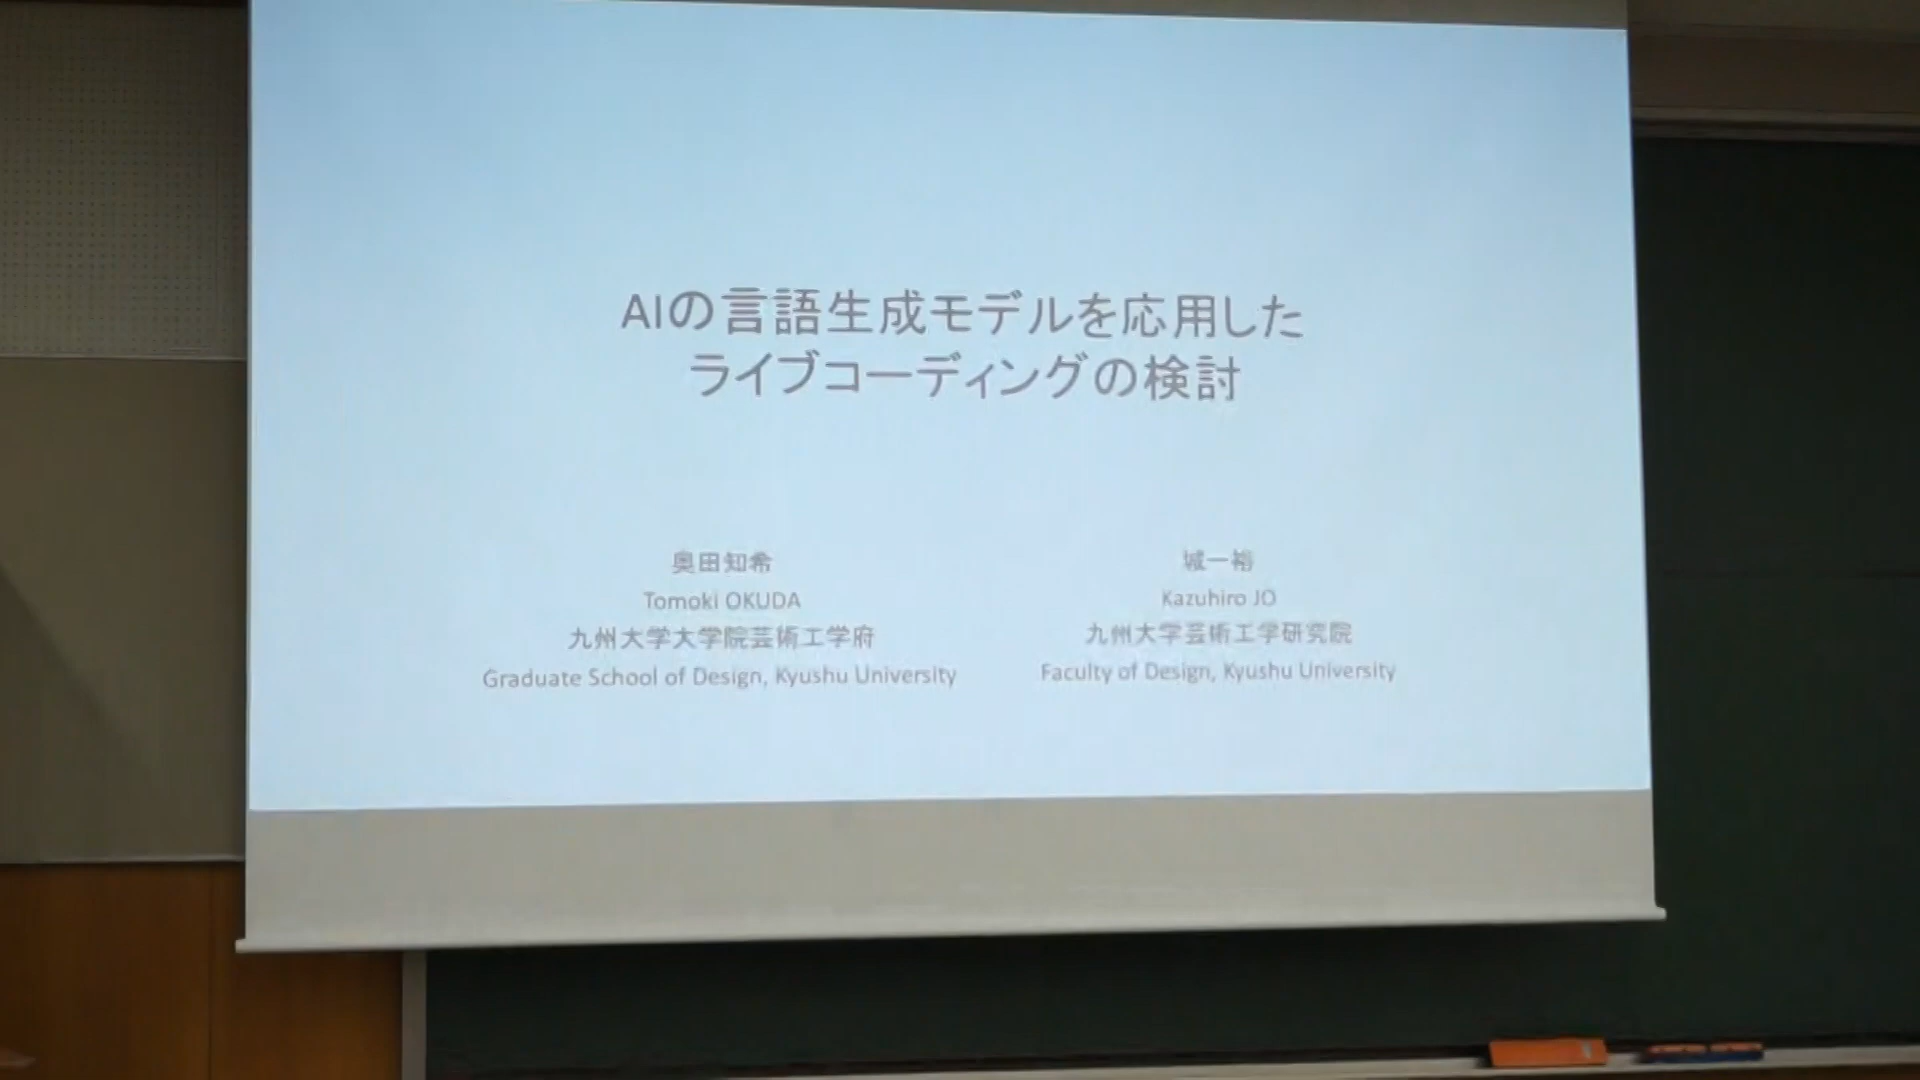 AIの言語生成モデルを応用した
ライブコーディングの検討
奥田知希
Tomoki OKUDA
九州大学大学院芸術工学府
Graduate School of Design, Kyushu University
城一裕
Kazuhiro JO
九州大学芸術工学研究院
Faculty of Design, Kyushu University